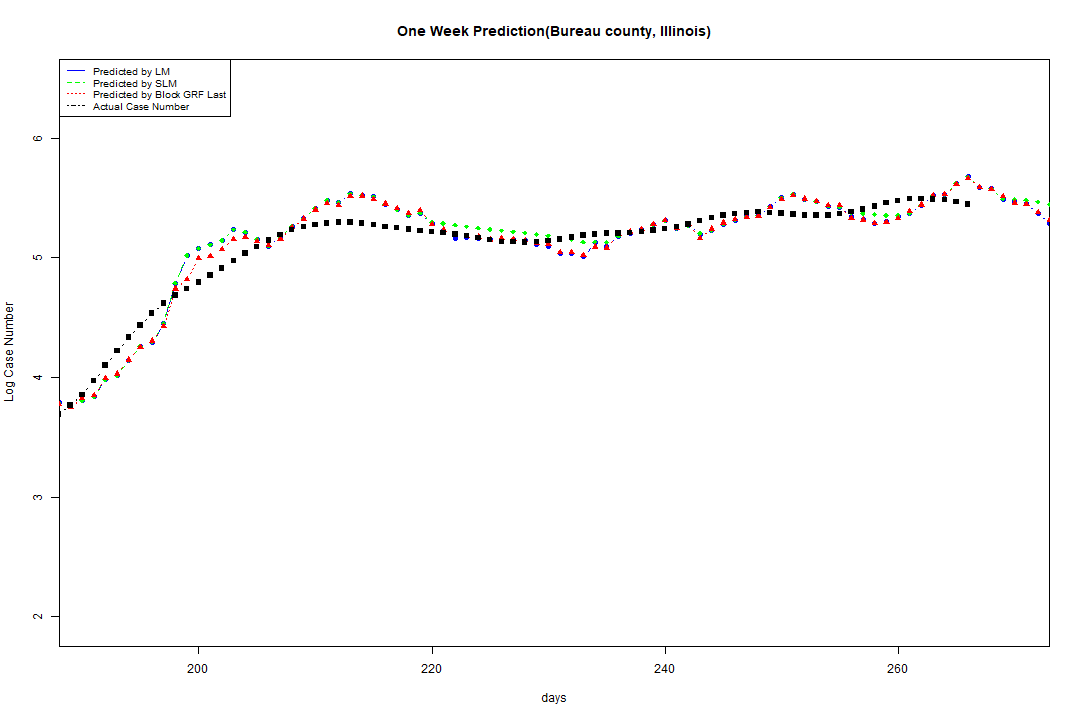 One Week Prediction(Bureau county, Illinois)
Predicted by LM
Predicted by SLM
Predicted by Block GRF Last
Actual Case Number
6
5
4
3
2
Log Case Number
200 220 240 260
days